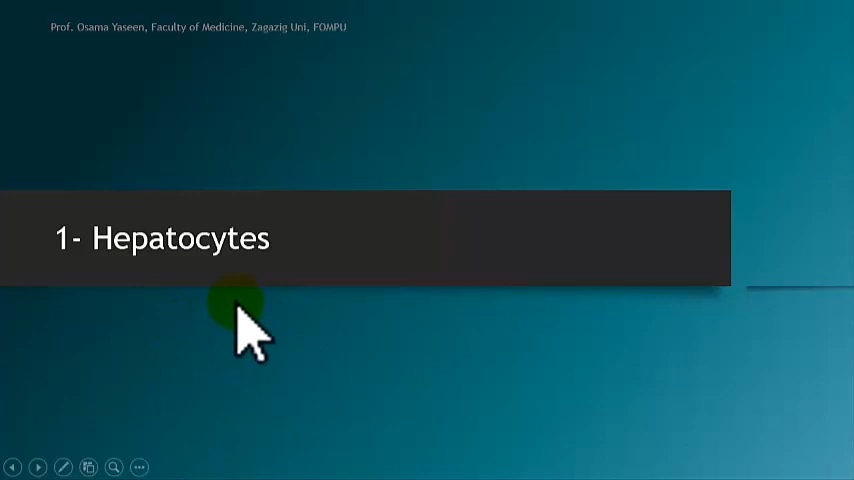 Prof. Osama Yaseen, Faculty of Medicine, Zagazig Uni, FOMPU
1- Hepatocytes